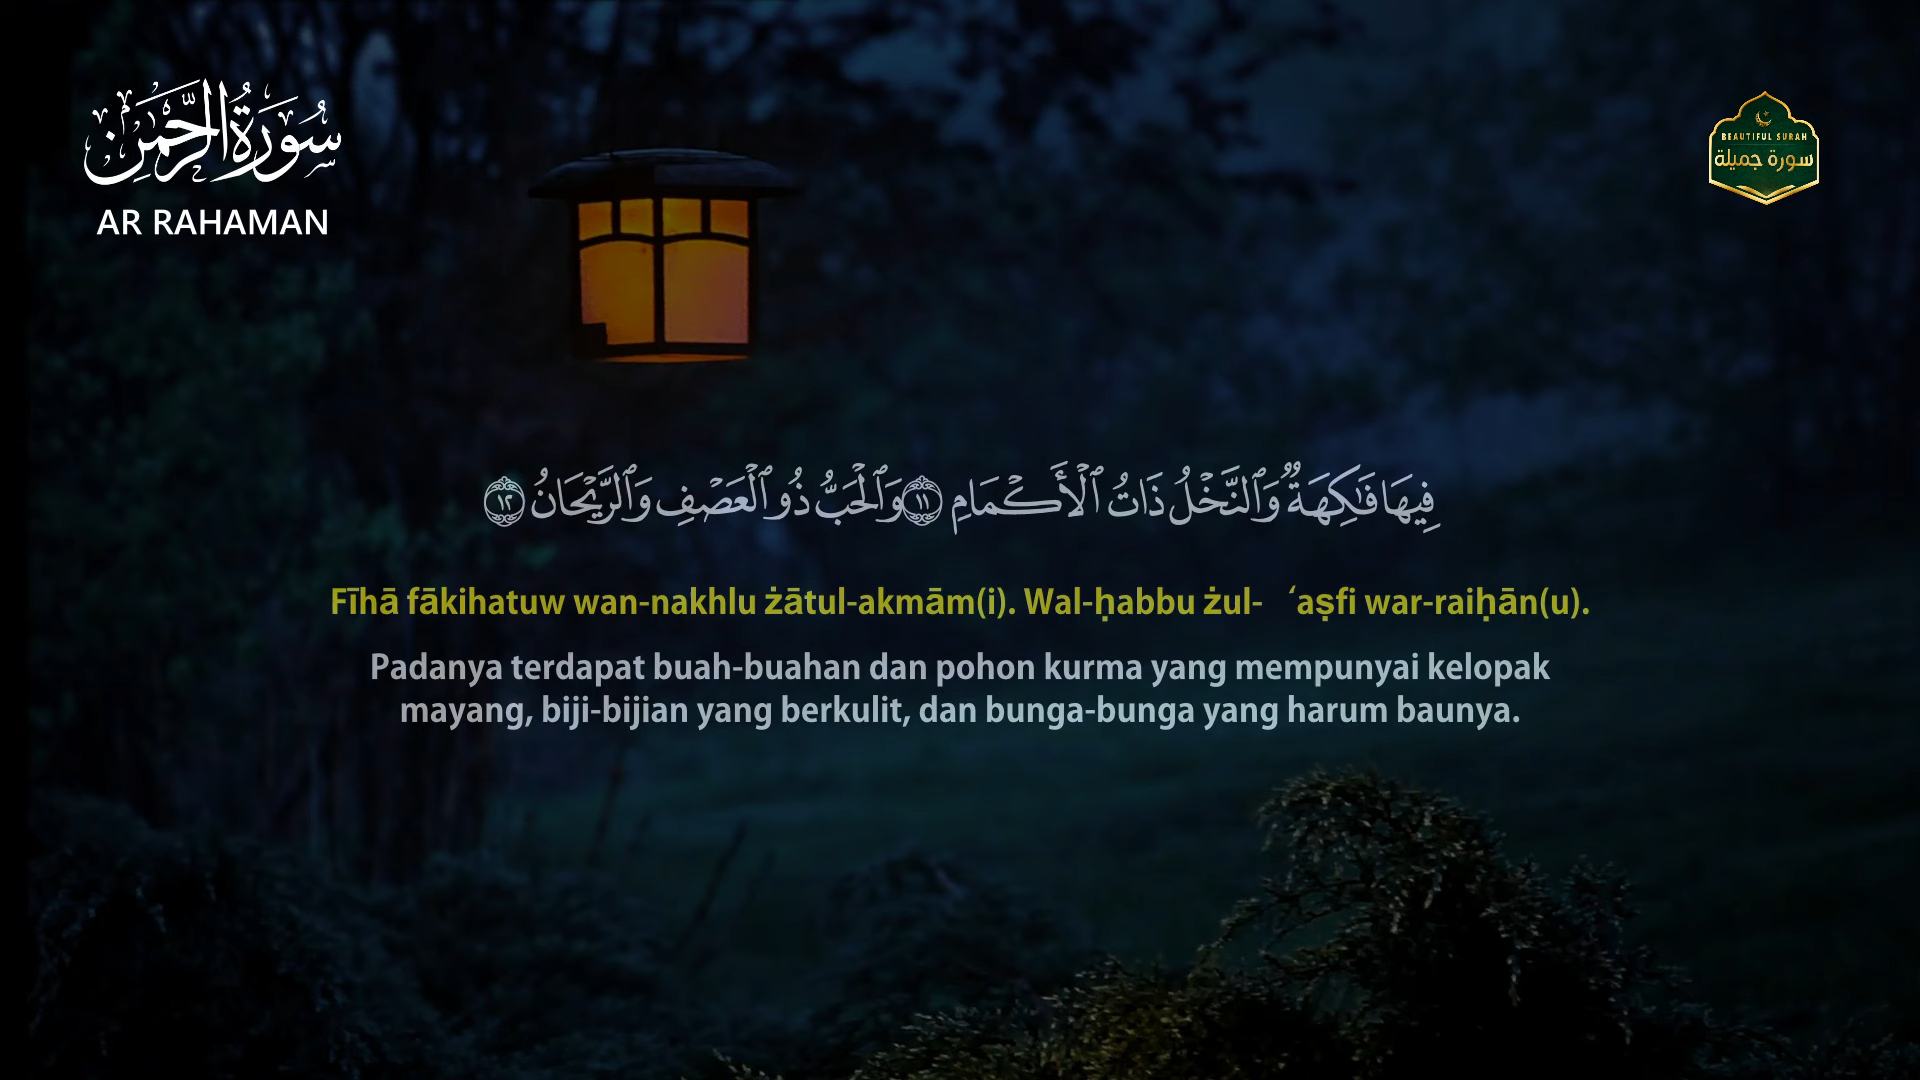 سُورَةُ الرَّحْمَٰن
AR RAHAMAN
BEAUTIFUL SURAH
سورة جميلة
فِيهَا فَٰكِهَةٌ وَٱلنَّخْلُ ذَاتُ ٱلْأَكْمَامِ ١١ وَٱلْحَبُّ ذُو ٱلْعَصْفِ وَٱلرَّيْحَانُ ١٢
Fīhā fākihatuw wan-nakhlu żātul-akmām(i). Wal-ḥabbu żul- ‘aṣfi war-raiḥān(u).
Padanya terdapat buah-buahan dan pohon kurma yang mempunyai kelopak
mayang, biji-bijian yang berkulit, dan bunga-bunga yang harum baunya.